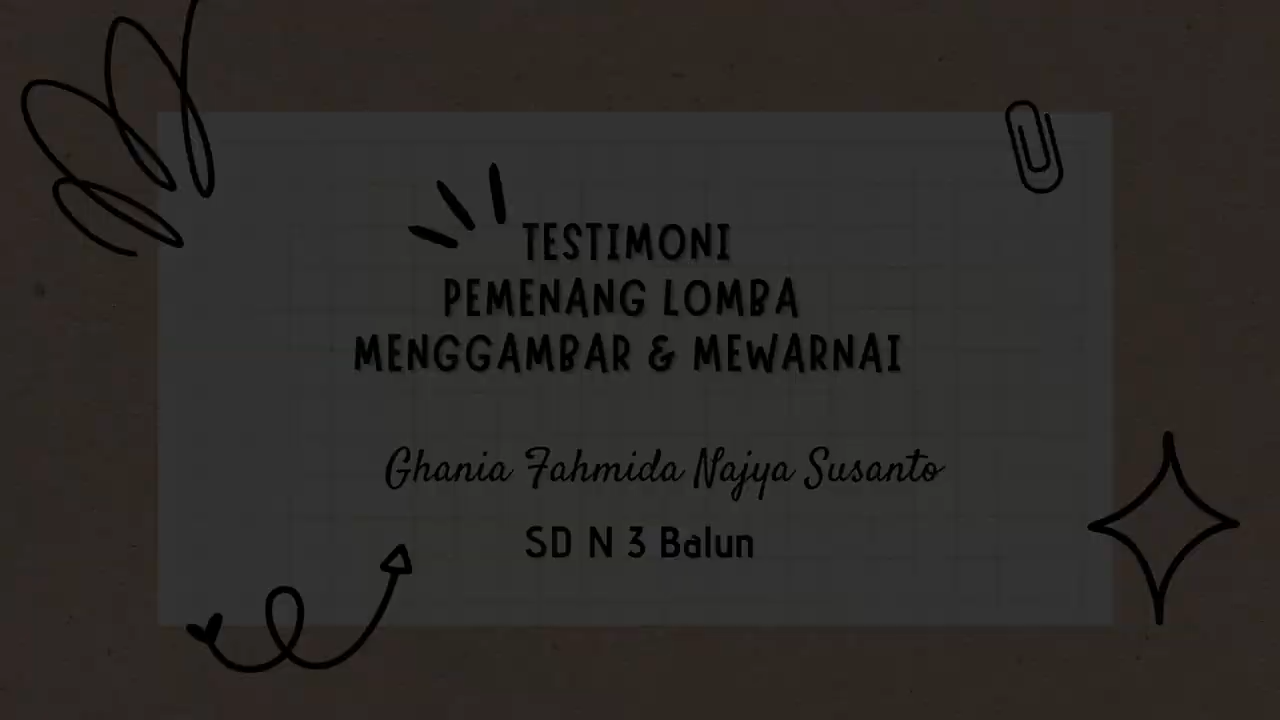 TESTIMONI
PEMENANG LOMBA
MENGGAMBAR & MEWARNAI
Ghania Fahmida Najya Susanto
SD N 3 Balun